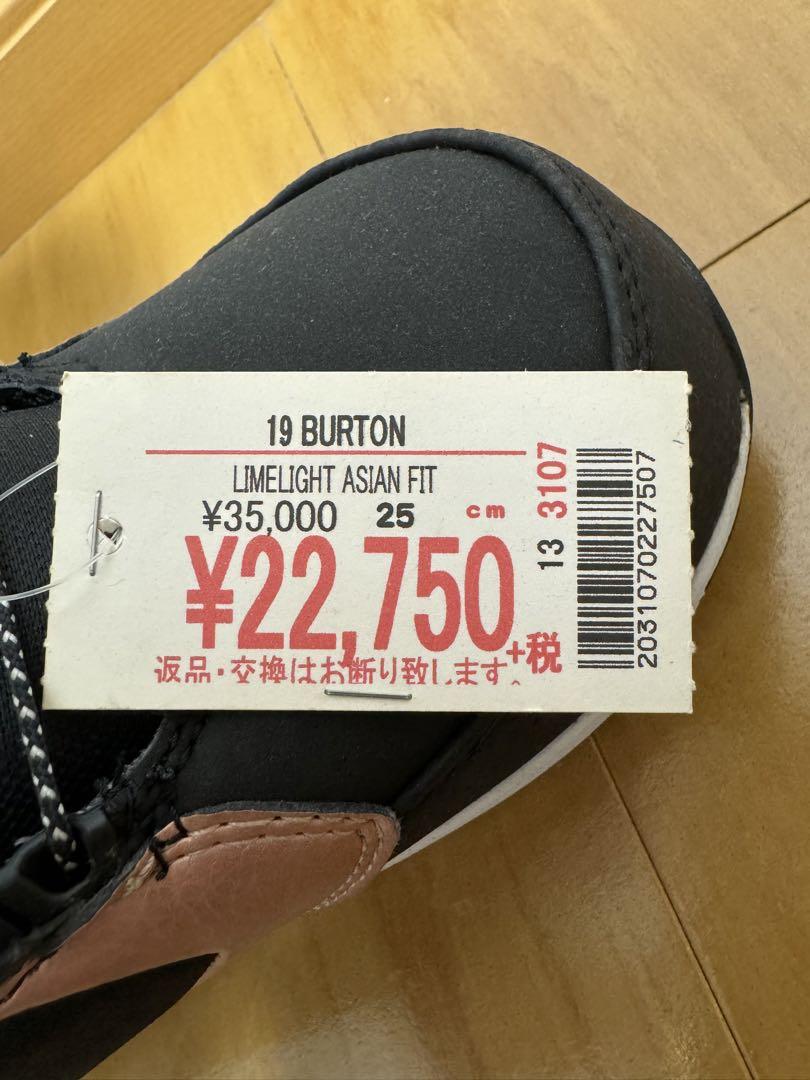 19 BURTON
LIMELIGHT ASIAN FIT
¥35,000 25 cm
¥22,750+税
返品・交換はお断り致します。
13 3107
2031070227507